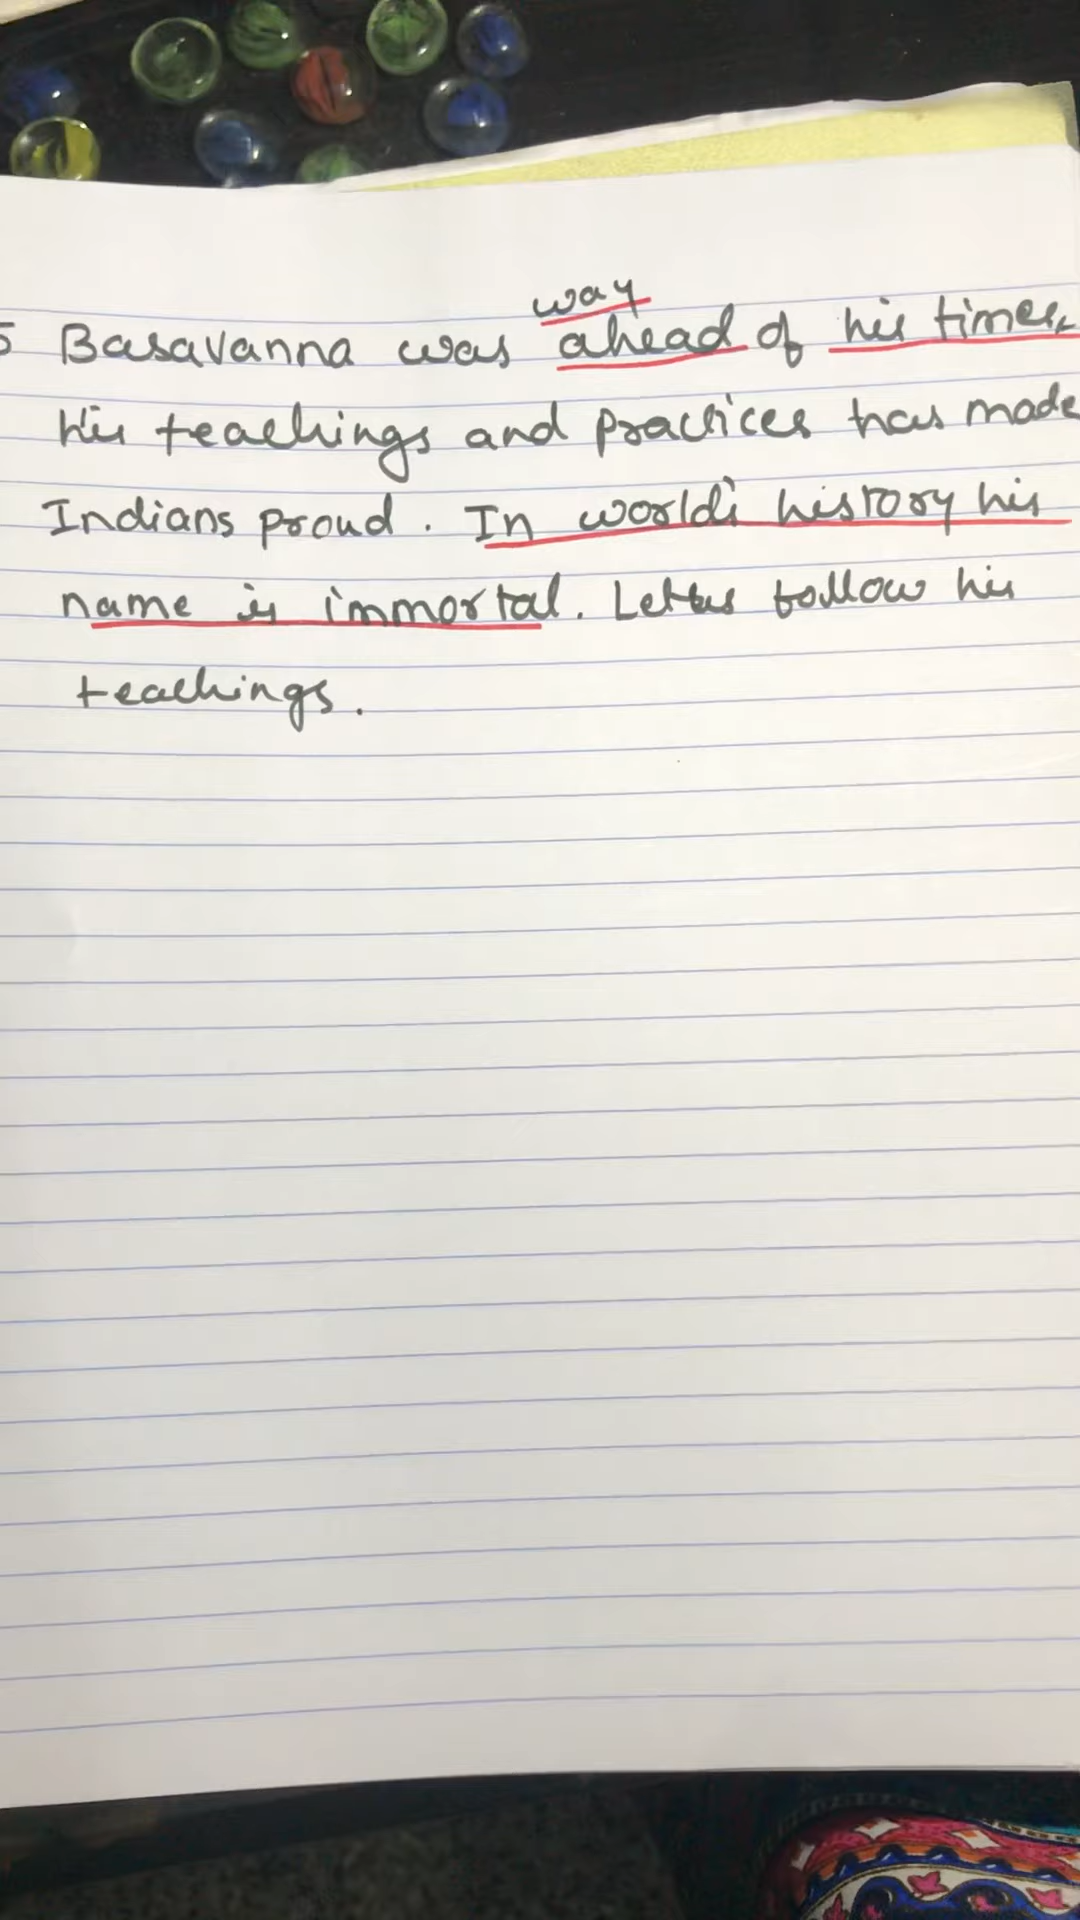 way
5 Basavanna was ahead of his times.
His teachings and practices has made
Indians proud. In world's history his
name is immortal. Let us follow his
teachings.